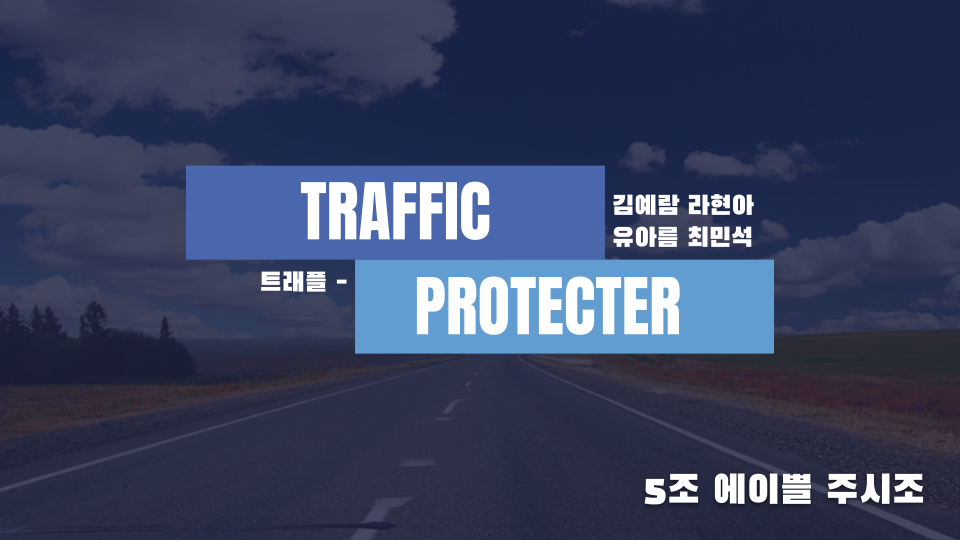 TRAFFIC
김예람 라현아
유아름 최민석
트래플 -
PROTECTER
5조 에이쁠 주시조